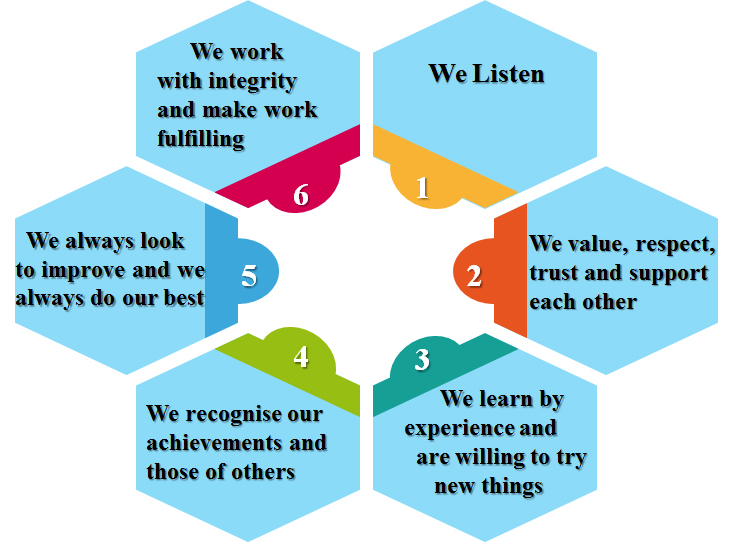 We Listen
1
We value, respect,
trust and support
each other
2
We learn by
experience and
are willing to try
new things
3
We recognise our
achievements and
those of others
4
We always look
to improve and we
always do our best
5
We work
with integrity
and make work
fulfilling
6